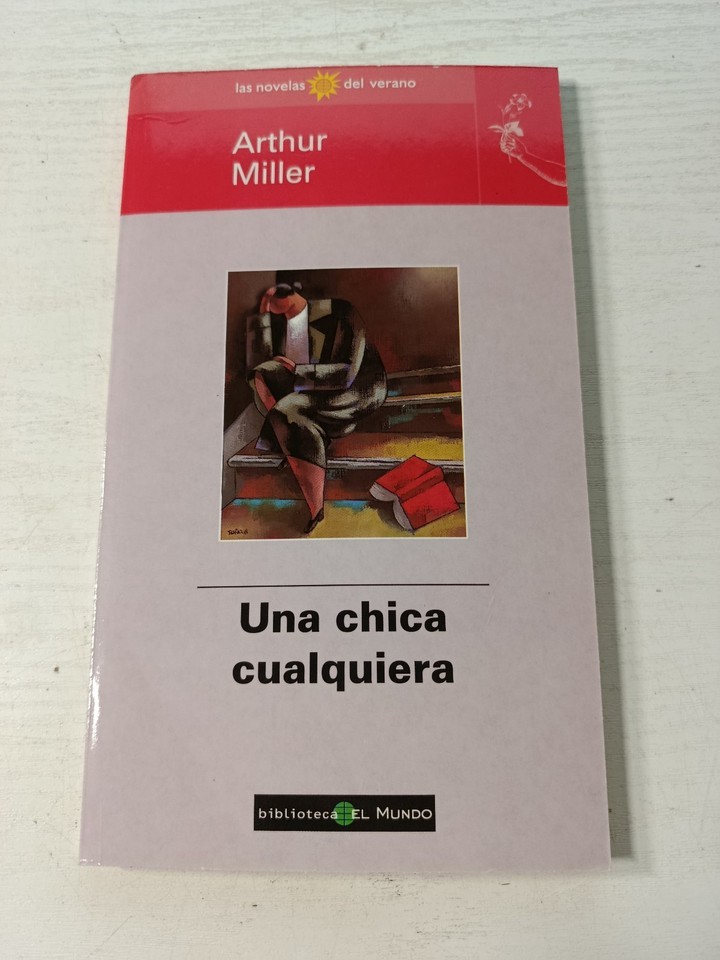 las novelas del verano
Arthur
Miller
Una chica
cualquiera
biblioteca EL MUNDO